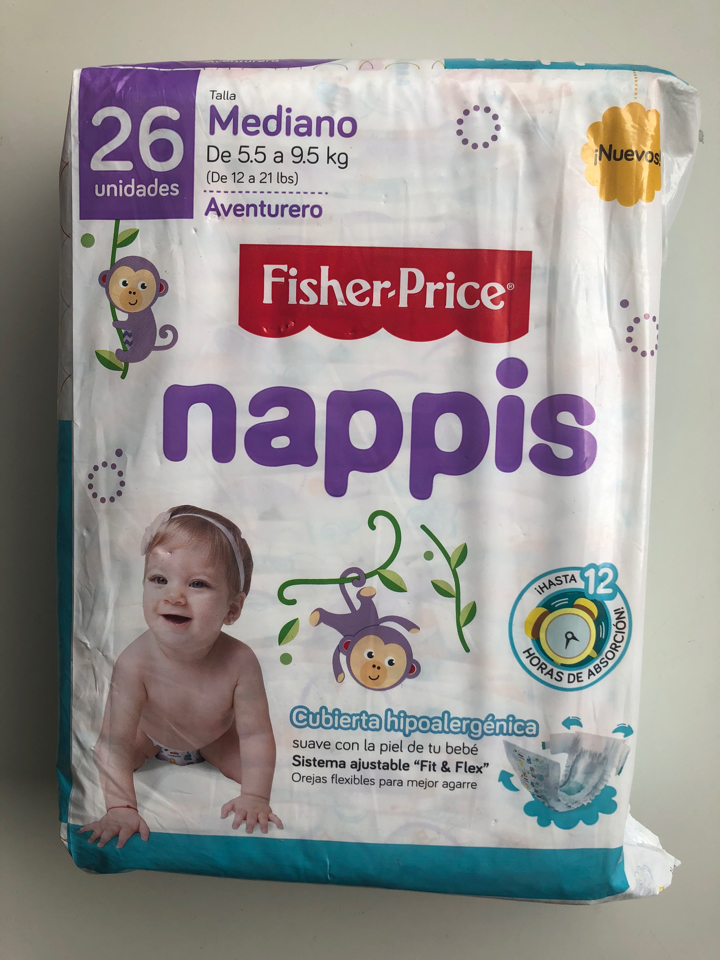 Aventurera
26
unidades
Talla
Mediano
De 5.5 a 9.5 kg
(De 12 a 21 lbs)
Aventurero
¡Nuevos!
Fisher-Price®
nappis
¡HASTA 12
HORAS DE ABSORCIÓN!
Cubierta hipoalergénica
suave con la piel de tu bebé
Sistema ajustable "Fit & Flex"
Orejas flexibles para mejor agarre